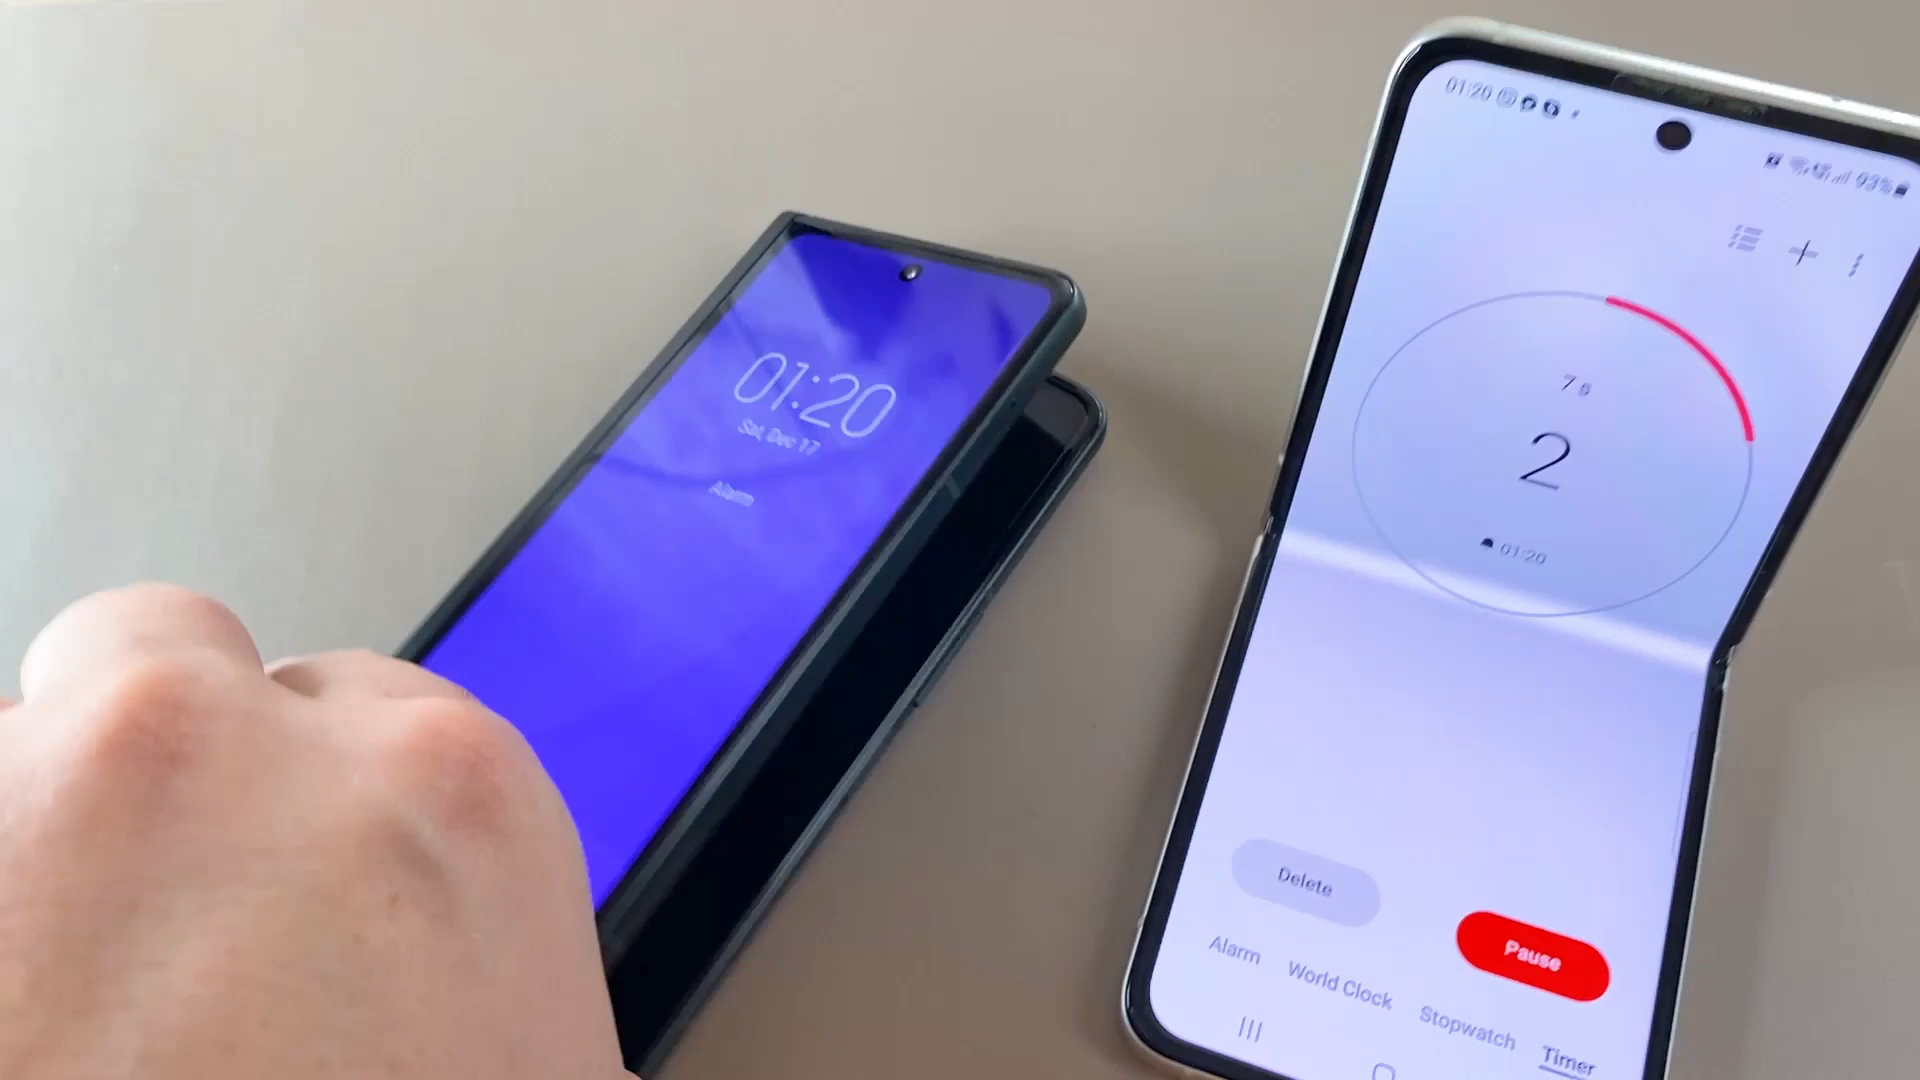 01:20
Sat, Dec 17
Alarm
01:20
93%
7 s
2
01:20
Delete
Pause
Alarm
World Clock
Stopwatch
Timer